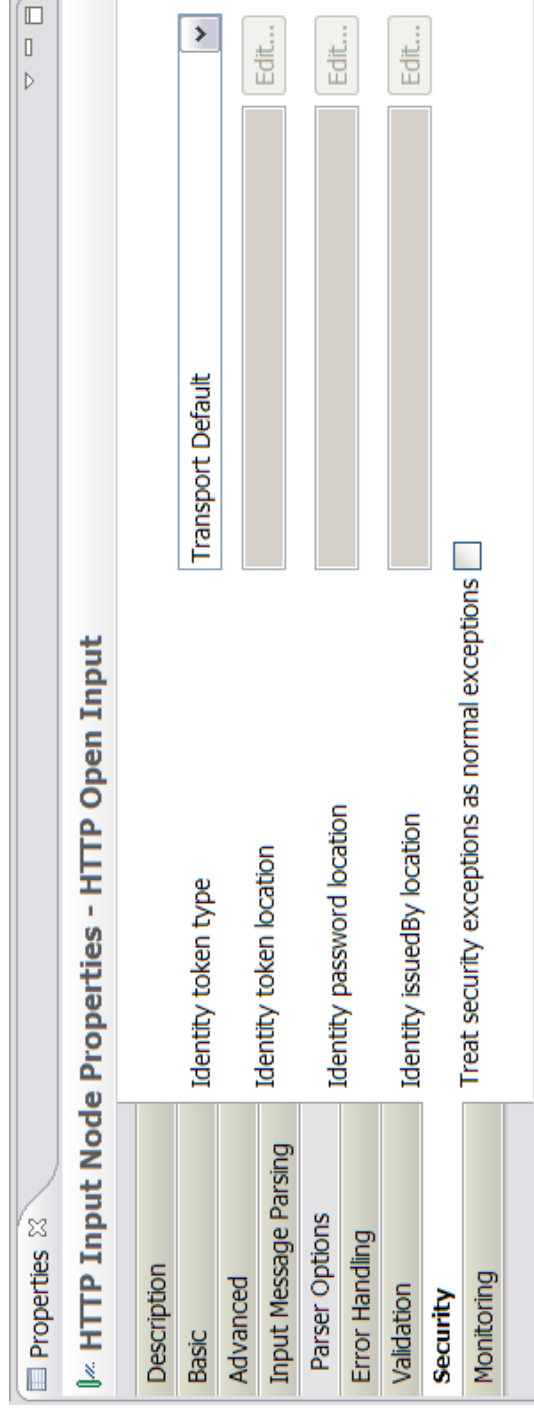 Properties
HTTP Input Node Properties - HTTP Open Input
Description
Basic
Advanced
Input Message Parsing
Parser Options
Error Handling
Validation
Security
Monitoring
Identity token type
Transport Default
Identity token location
Edit...
Identity password location
Edit...
Identity issuedBy location
Edit...
Treat security exceptions as normal exceptions